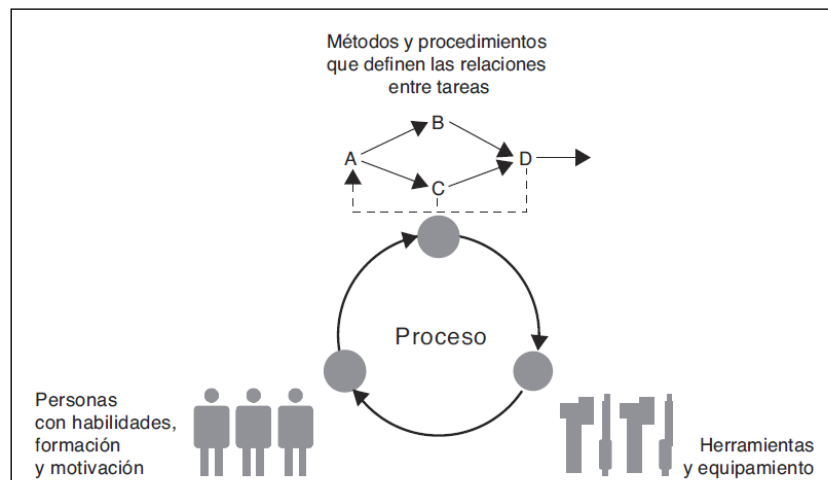 Métodos y procedimientos
que definen las relaciones
entre tareas
B
A
D
C
Proceso
Personas
con habilidades,
formación
y motivación
Herramientas
y equipamiento